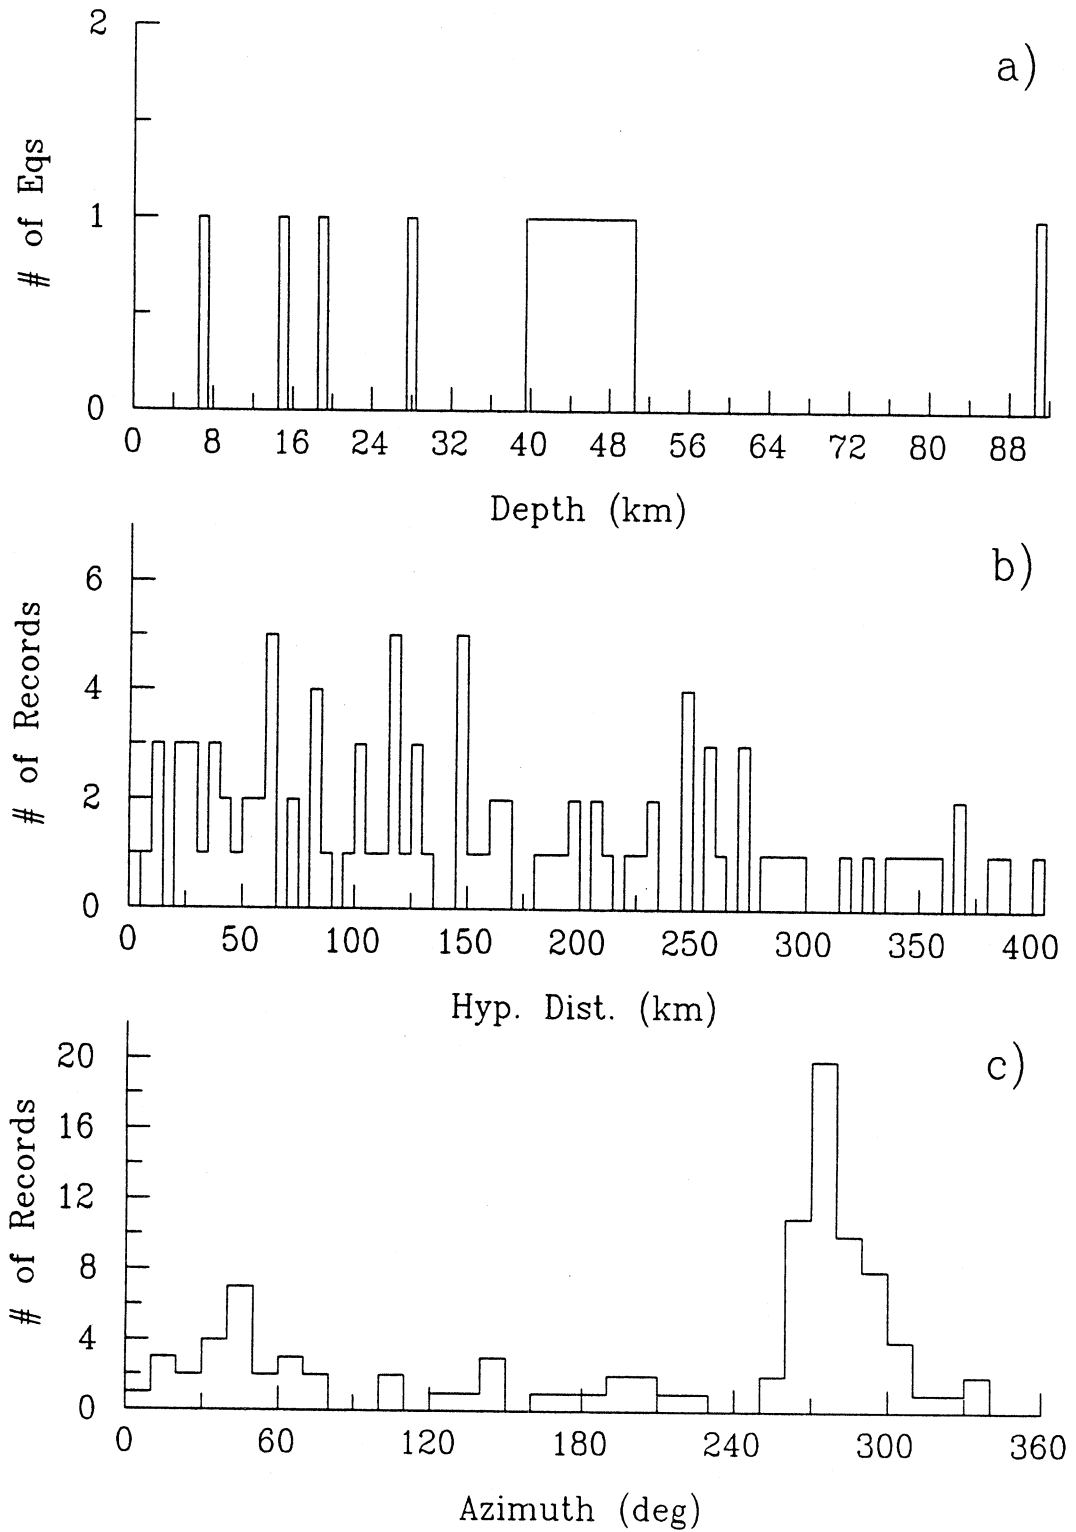 2
a)
# of Eqs
1
0
0 8 16 24 32 40 48 56 64 72 80 88
Depth (km)
b)
6
# of Records
4
2
0
0 50 100 150 200 250 300 350 400
Hyp. Dist. (km)
c)
20
# of Records
16
12
8
4
0
0 60 120 180 240 300 360
Azimuth (deg)